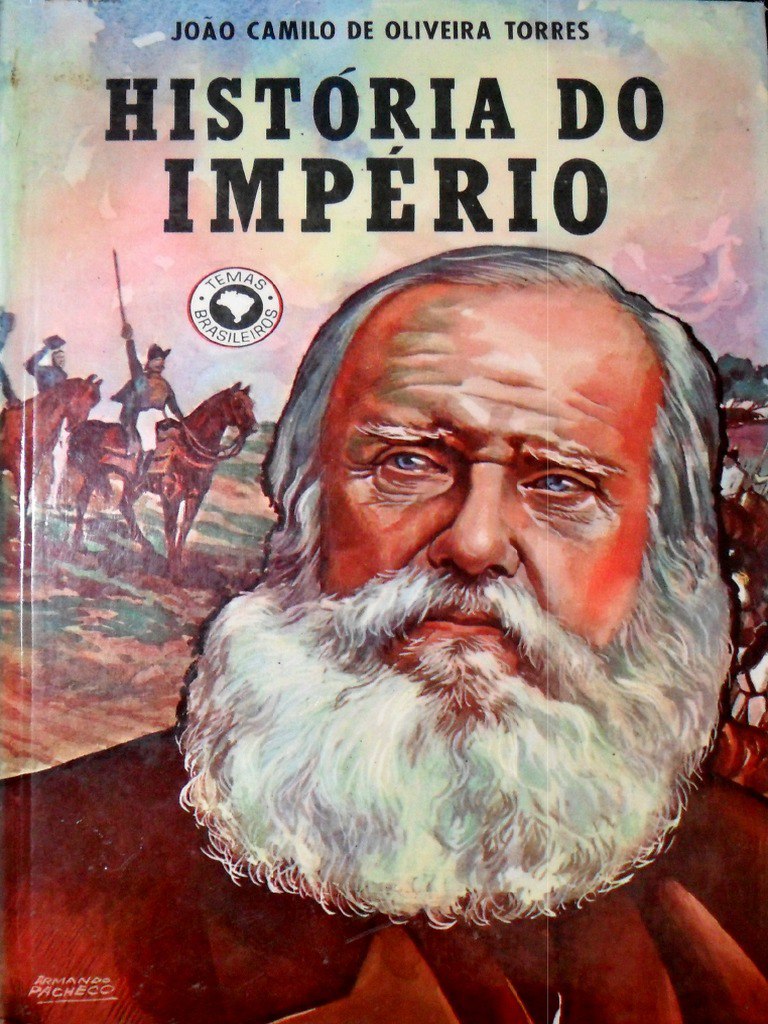 JOÃO CAMILO DE OLIVEIRA TORRES
HISTÓRIA DO
IMPÉRIO
TEMAS
BRASILEIROS
ARMANDO
PACHECO